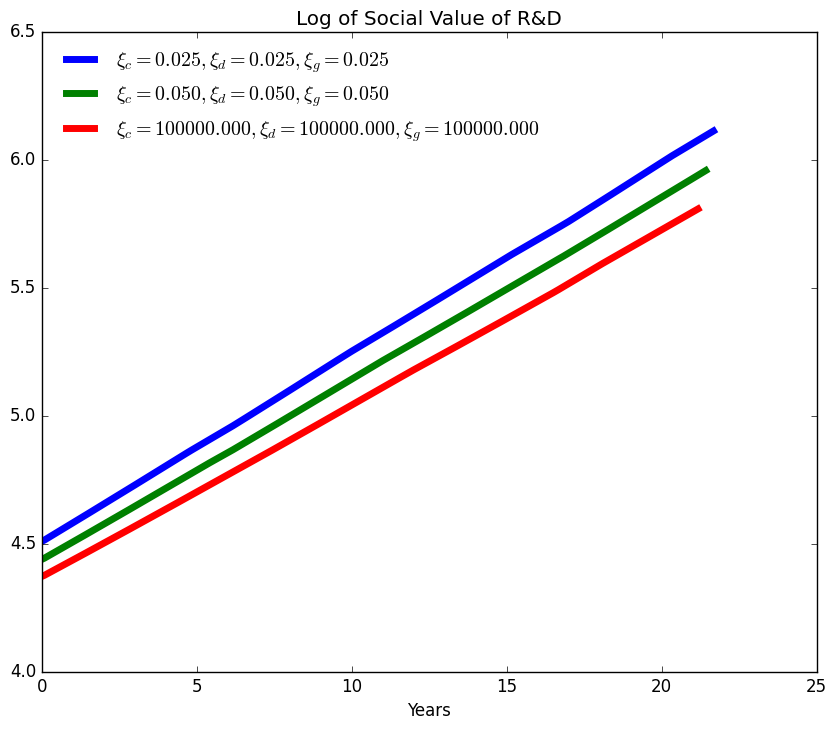 Log of Social Value of R&D
6.5
ξc = 0.025, ξd = 0.025, ξg = 0.025
ξc = 0.050, ξd = 0.050, ξg = 0.050
ξc = 100000.000, ξd = 100000.000, ξg = 100000.000
6.0
5.5
5.0
4.5
4.0
0 5 10 15 20 25
Years